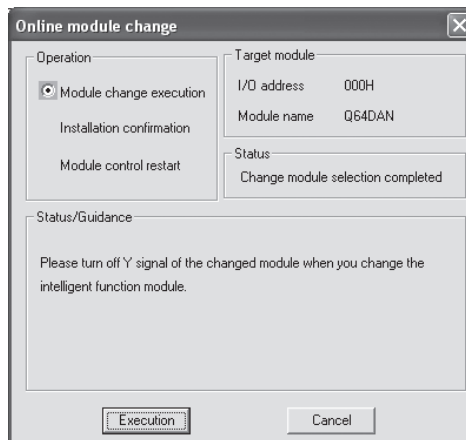 Online module change
Operation
Module change execution
Installation confirmation
Module control restart
Target module
I/O address 000H
Module name Q64DAN
Status
Change module selection completed
Status/Guidance
Please turn off Y signal of the changed module when you change the
intelligent function module.
Execution Cancel